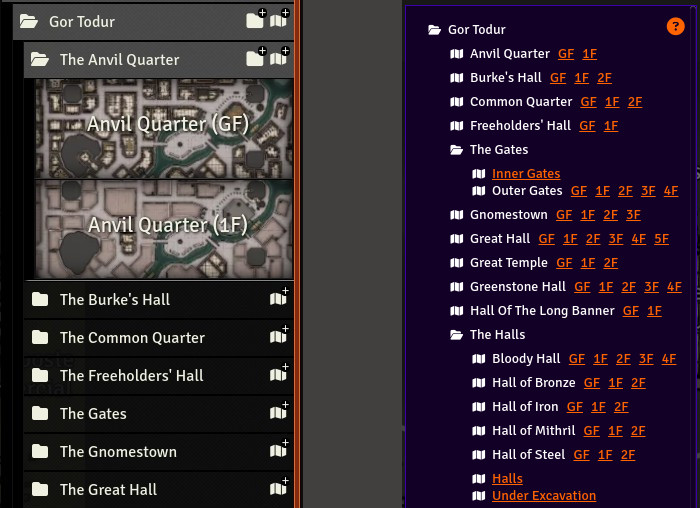 Gor Todur
The Anvil Quarter
Anvil Quarter (GF)
Anvil Quarter (1F)
The Burke's Hall
The Common Quarter
The Freeholders' Hall
The Gates
The Gnomestown
The Great Hall
?
Gor Todur
Anvil Quarter GF 1F
Burke's Hall GF 1F 2F
Common Quarter GF 1F 2F
Freeholders' Hall GF 1F
The Gates
Inner Gates
Outer Gates GF 1F 2F 3F 4F
Gnomestown GF 1F 2F 3F
Great Hall GF 1F 2F 3F 4F 5F
Great Temple GF 1F 2F
Greenstone Hall GF 1F 2F 3F 4F
Hall Of The Long Banner GF 1F
The Halls
Bloody Hall GF 1F 2F 3F 4F
Hall of Bronze GF 1F 2F
Hall of Iron GF 1F 2F
Hall of Mithril GF 1F 2F
Hall of Steel GF 1F 2F
Halls
Under Excavation